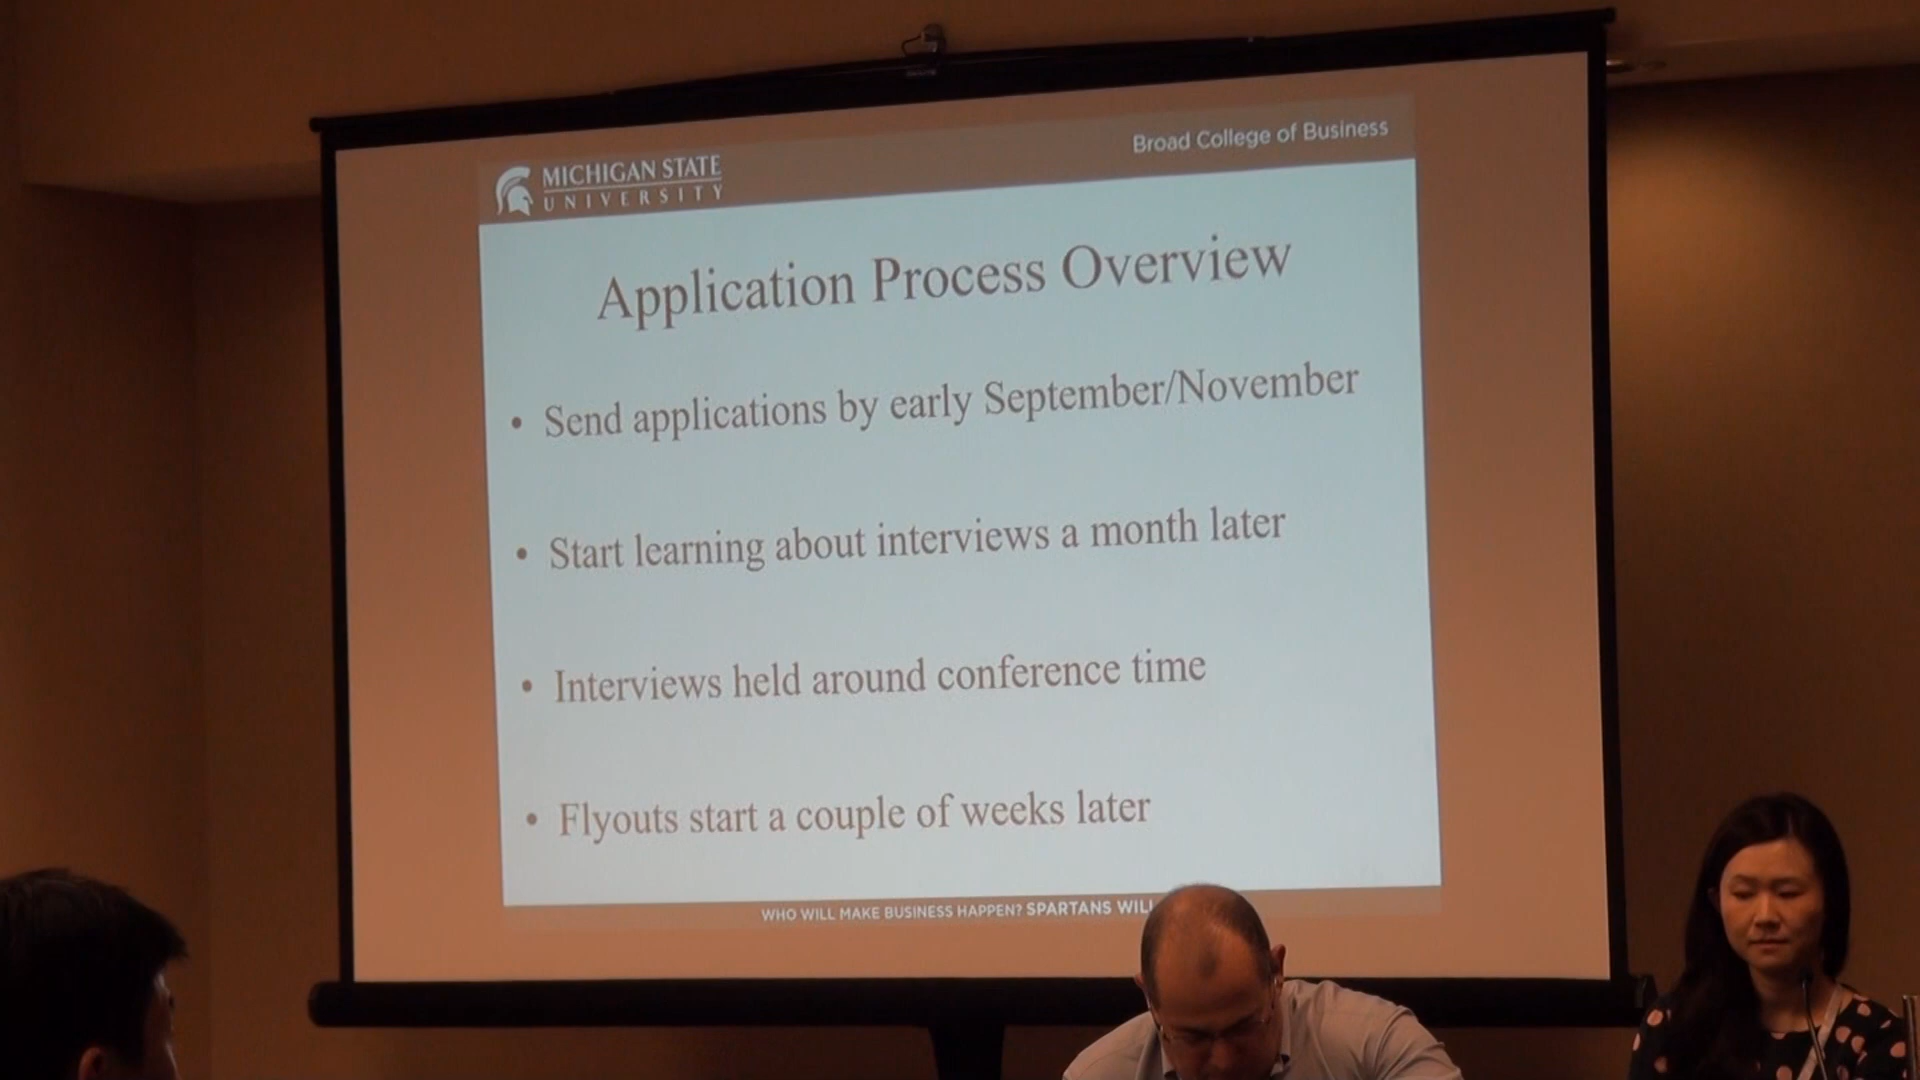 MICHIGAN STATE
UNIVERSITY
Broad College of Business
Application Process Overview
• Send applications by early September/November
• Start learning about interviews a month later
• Interviews held around conference time
• Flyouts start a couple of weeks later
WHO WILL MAKE BUSINESS HAPPEN? SPARTANS WILL